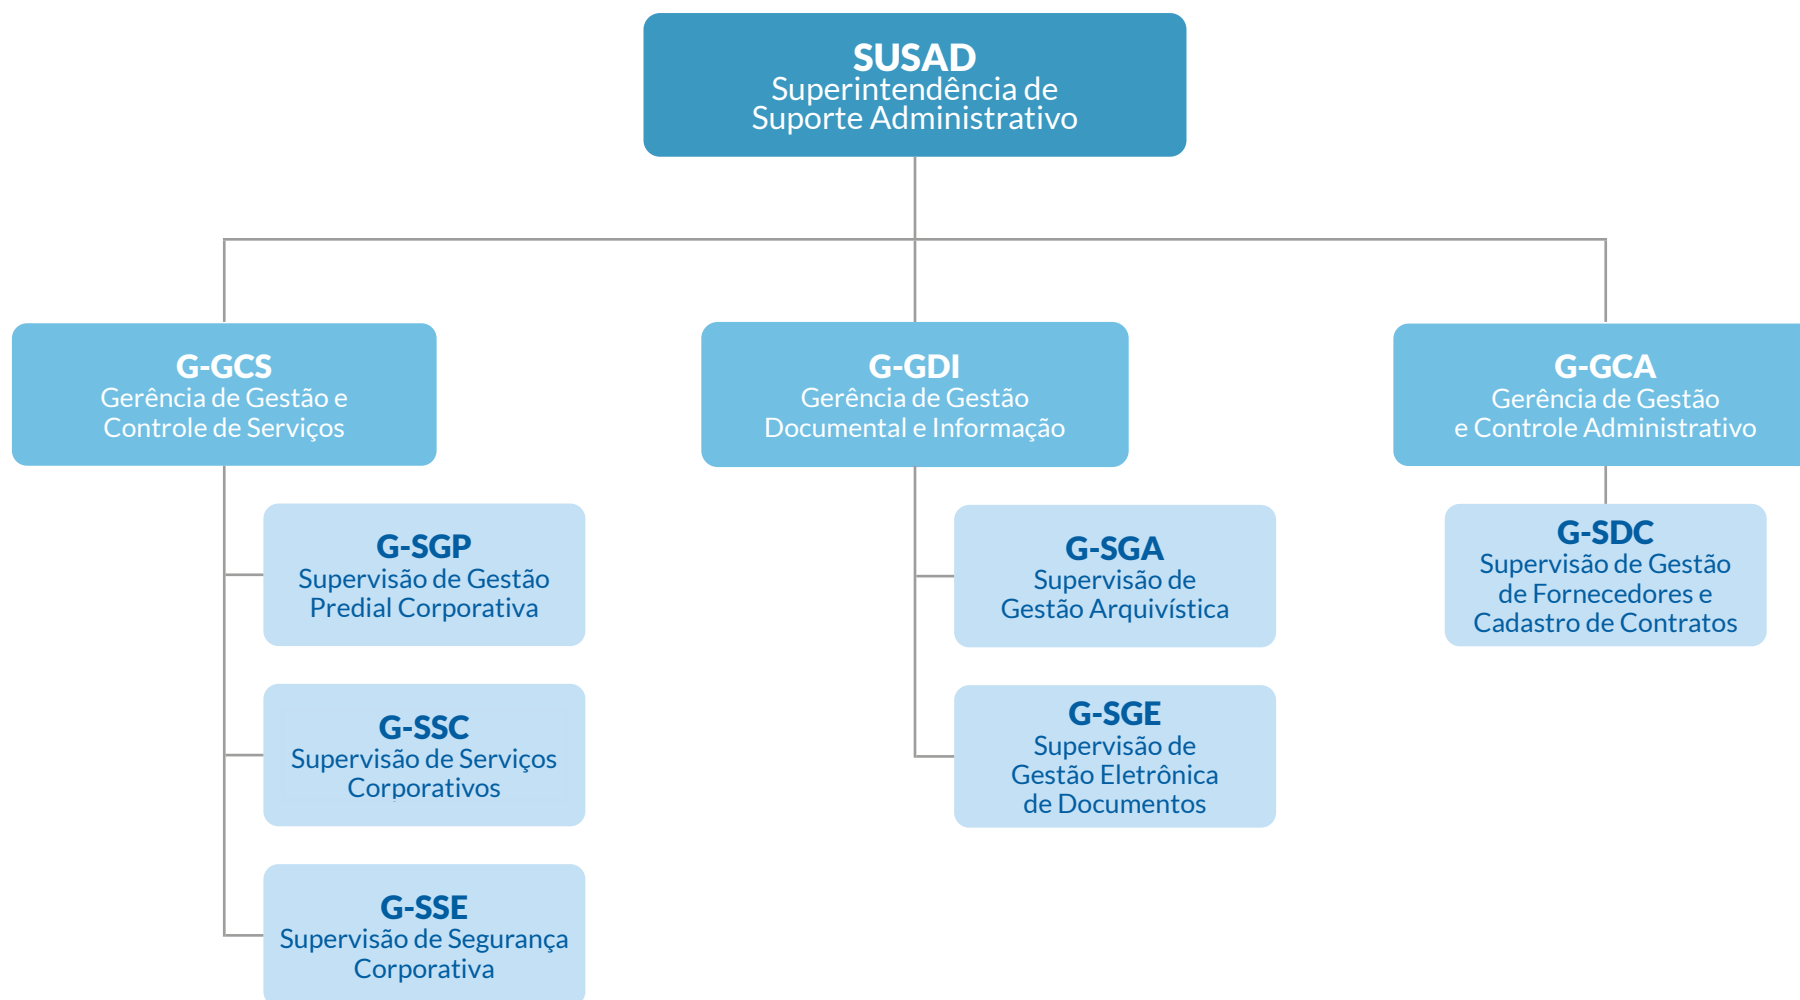 SUSAD
Superintendência de
Suporte Administrativo
G-GCS
Gerência de Gestão e
Controle de Serviços
G-SGP
Supervisão de Gestão
Predial Corporativa
G-SSC
Supervisão de Serviços
Corporativos
G-SSE
Supervisão de Segurança
Corporativa
G-GDI
Gerência de Gestão
Documental e Informação
G-SGA
Supervisão de
Gestão Arquivística
G-SGE
Supervisão de
Gestão Eletrônica
de Documentos
G-GCA
Gerência de Gestão
e Controle Administrativo
G-SDC
Supervisão de Gestão
de Fornecedores e
Cadastro de Contratos